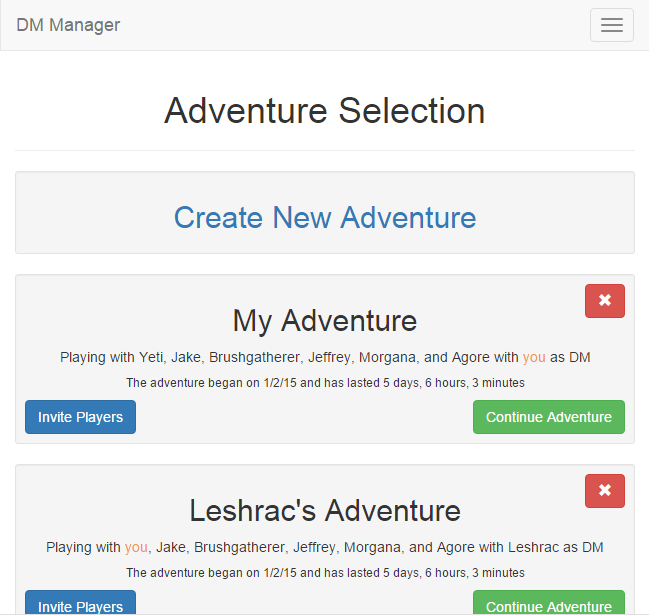 DM Manager
Adventure Selection
Create New Adventure
My Adventure
Playing with Yeti, Jake, Brushgatherer, Jeffrey, Morgana, and Agore with you as DM
The adventure began on 1/2/15 and has lasted 5 days, 6 hours, 3 minutes
Invite Players
Continue Adventure
Leshrac's Adventure
Playing with you, Jake, Brushgatherer, Jeffrey, Morgana, and Agore with Leshrac as DM
The adventure began on 1/2/15 and has lasted 5 days, 6 hours, 3 minutes
Invite Players
Continue Adventure